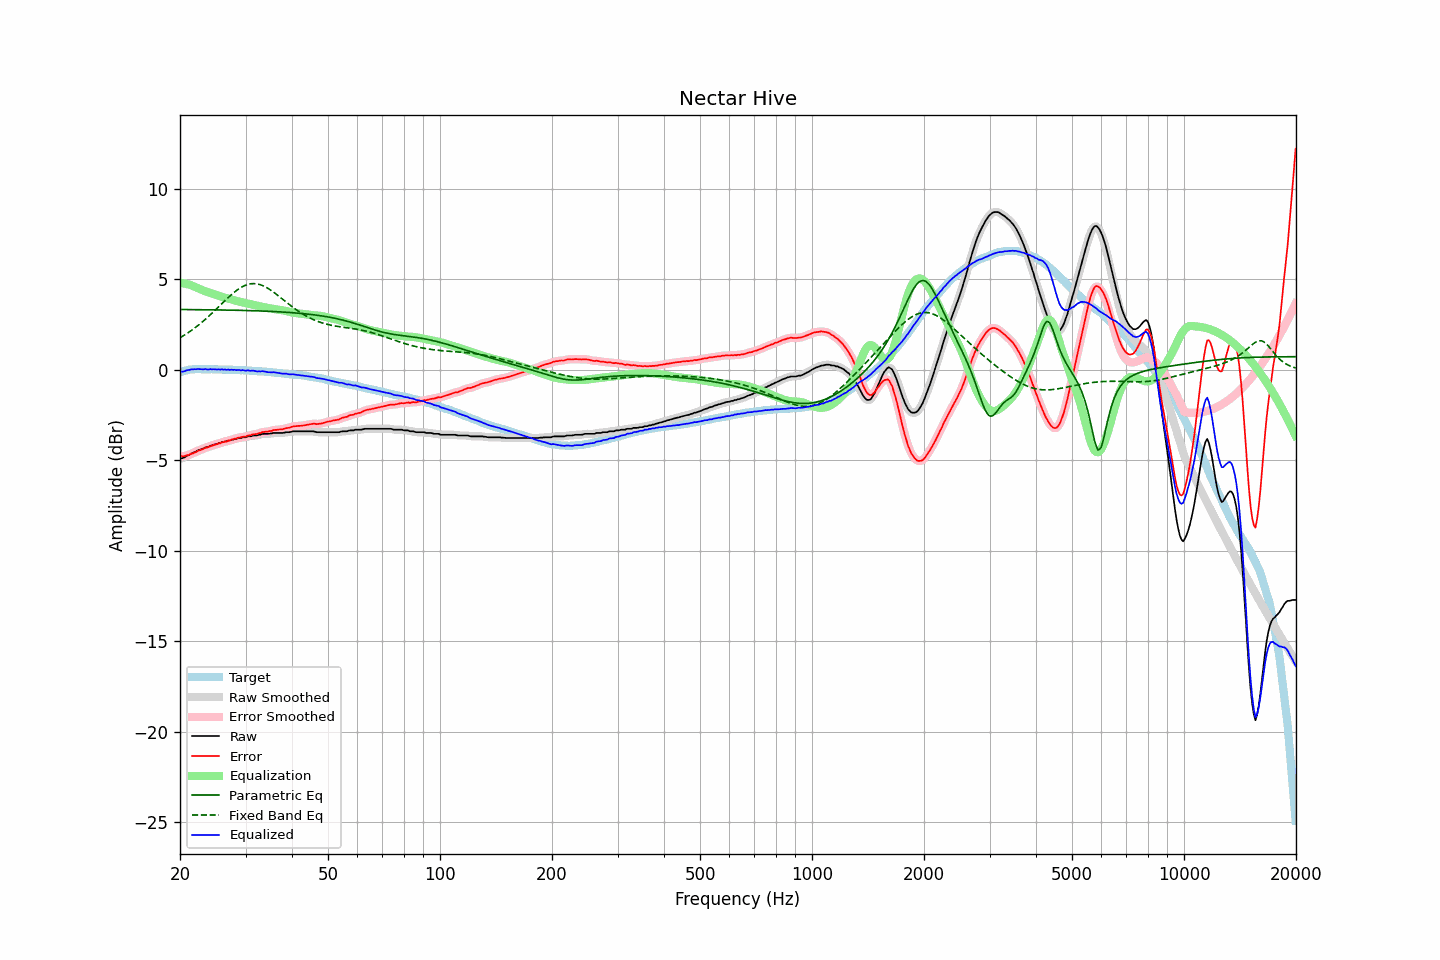 Nectar Hive
Amplitude (dBr)
10
5
0
−5
−10
−15
−20
−25
Target
Raw Smoothed
Error Smoothed
Raw
Error
Equalization
Parametric Eq
Fixed Band Eq
Equalized
20 50 100 200 500 1000 2000 5000 10000 20000
Frequency (Hz)